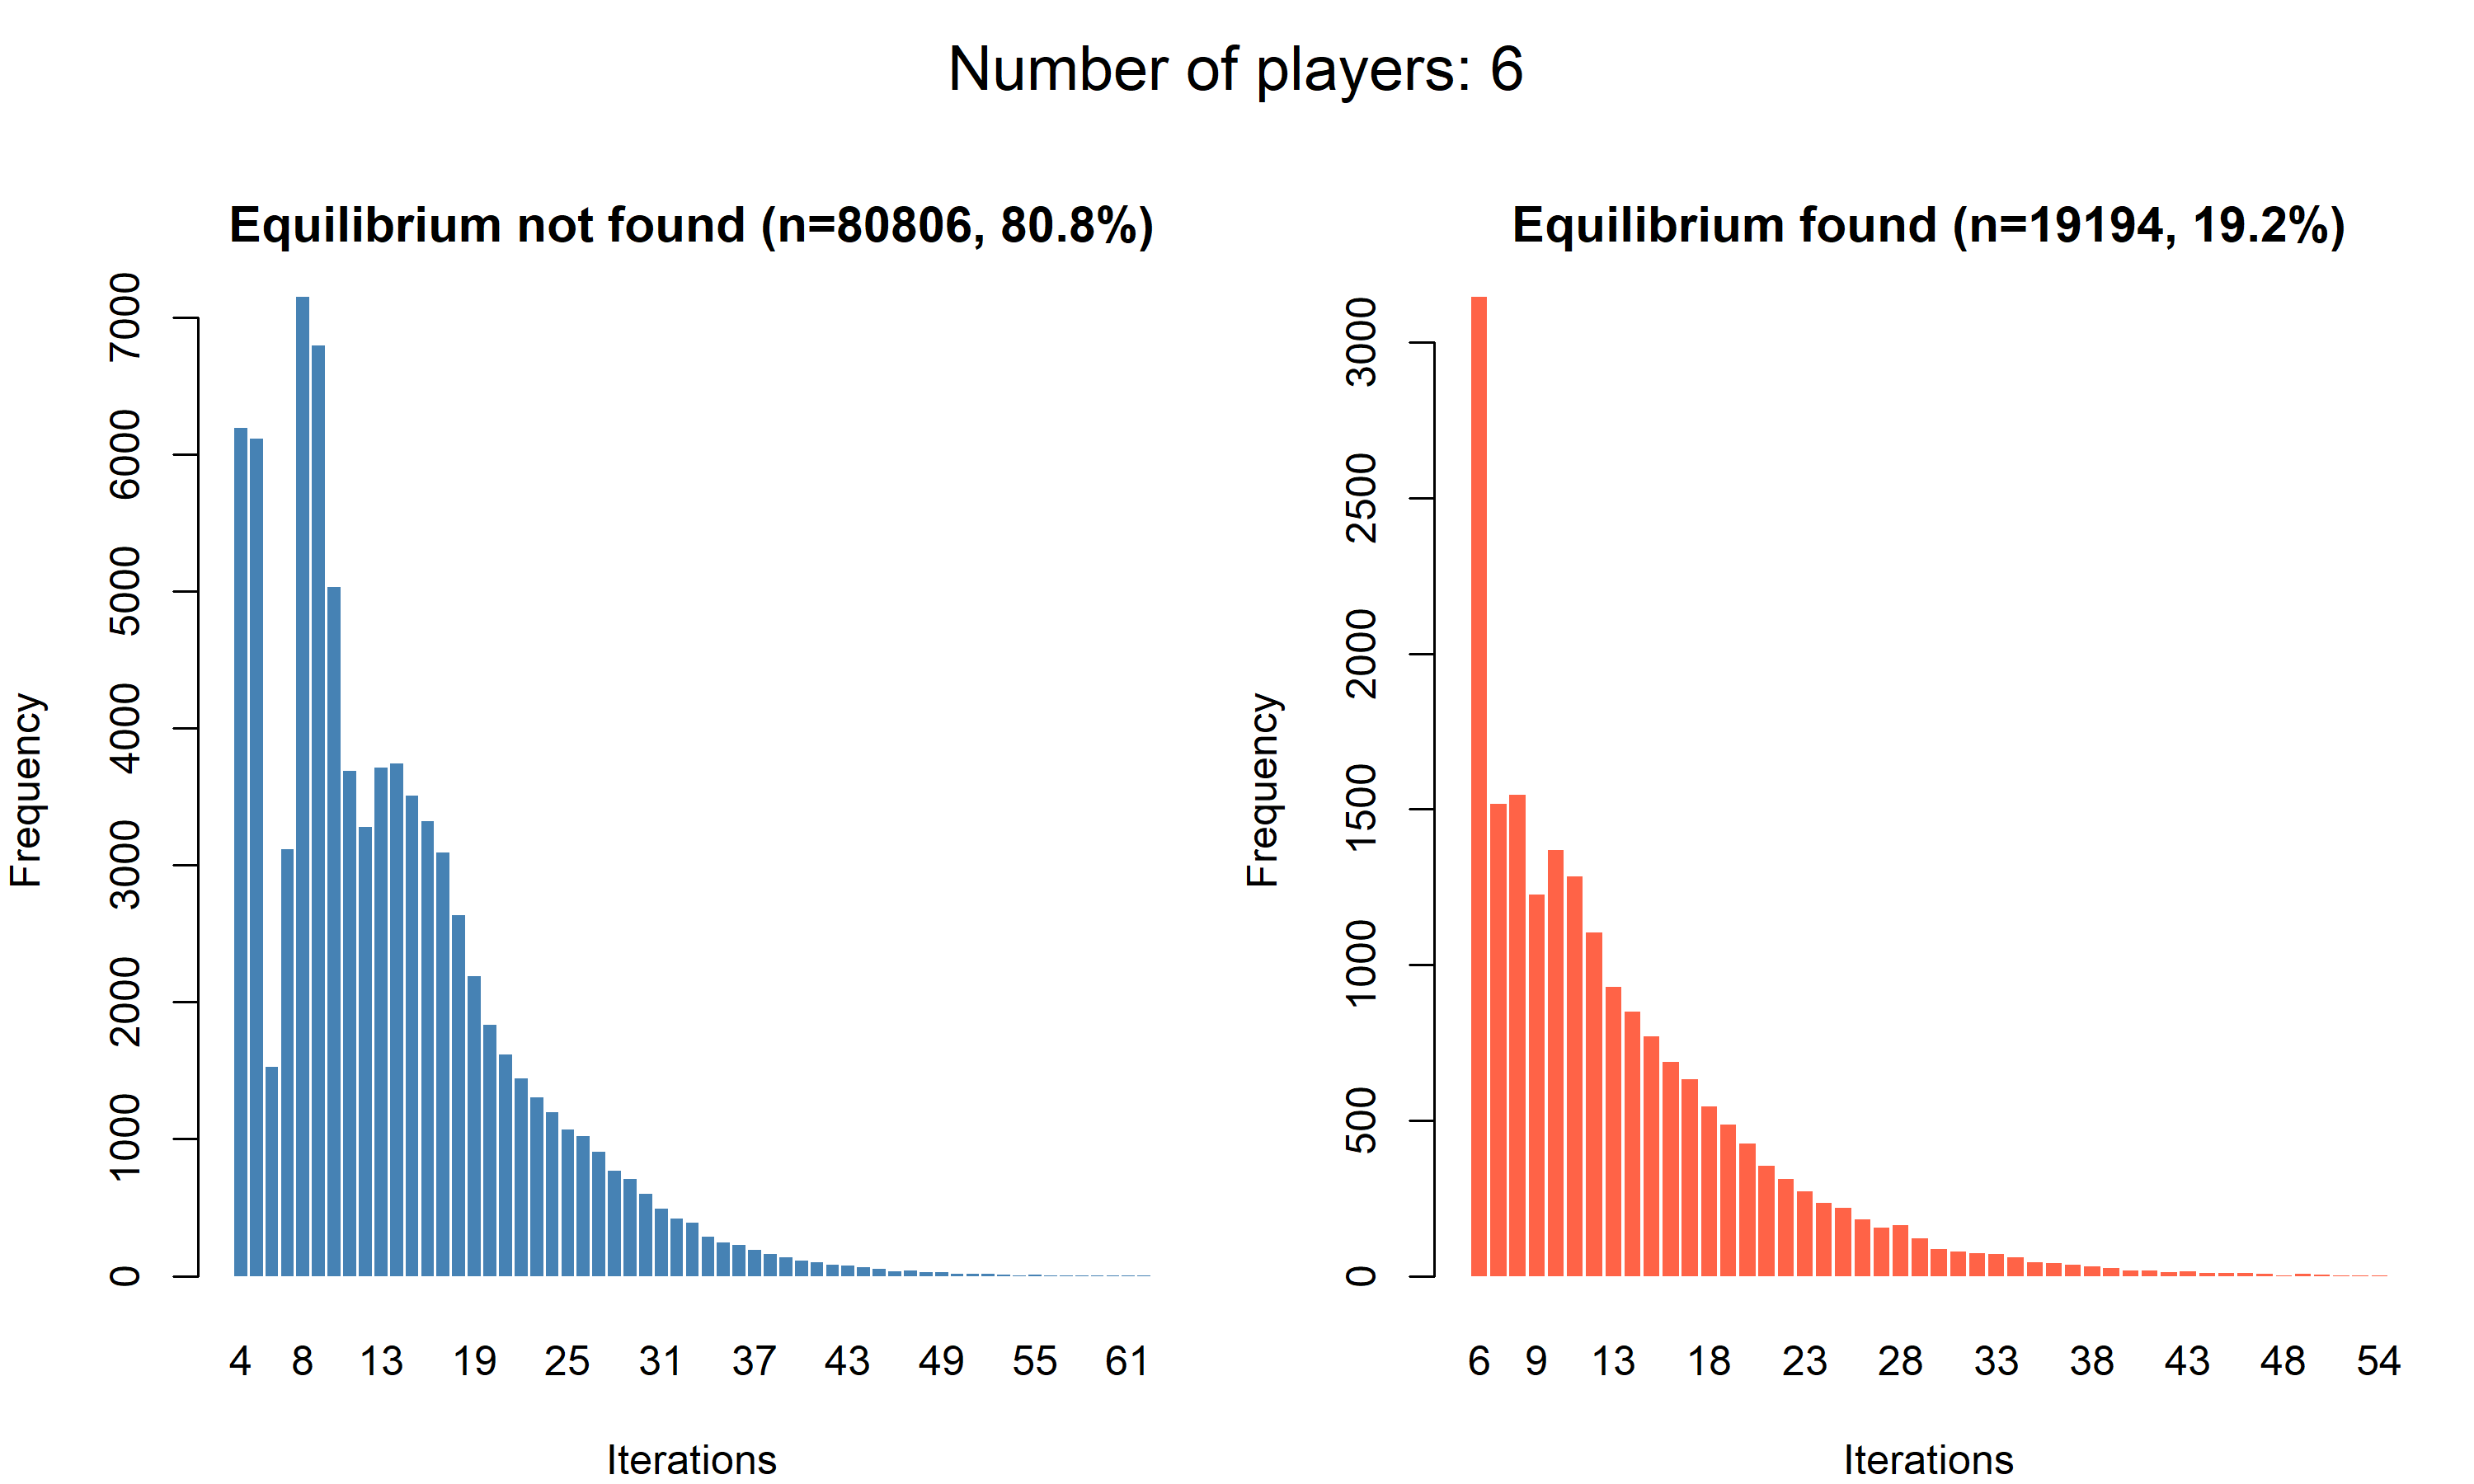 Number of players: 6
Equilibrium not found (n=80806, 80.8%)
Frequency
7000
6000
5000
4000
3000
2000
1000
0
4 8 13 19 25 31 37 43 49 55 61
Iterations
Equilibrium found (n=19194, 19.2%)
Frequency
3000
2500
2000
1500
1000
500
0
6 9 13 18 23 28 33 38 43 48 54
Iterations